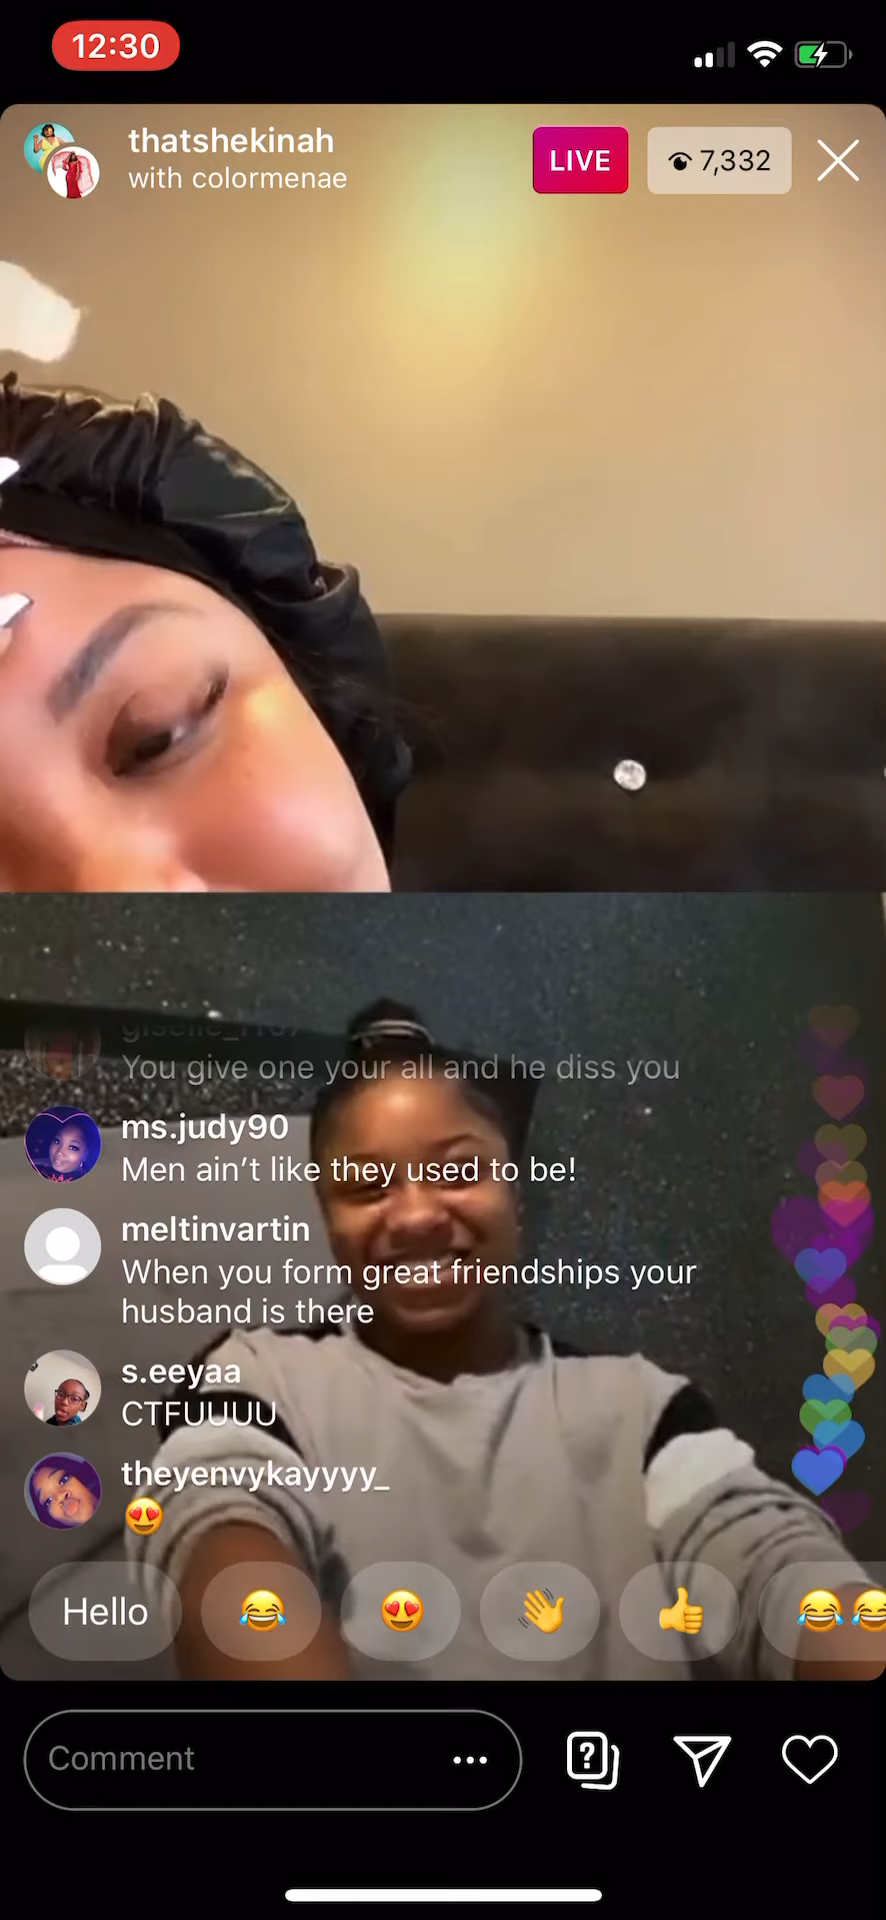 12:30
thatshekinah
with colormenae
LIVE
7,332
You give one your all and he diss you
ms.judy90
Men ain’t like they used to be!
meltinvartin
When you form great friendships your
husband is there
s.eeyaa
CTFUUUU
theyenvykayyyy_
😍
Hello 😂 😍 👋 👍 😂😂
Comment